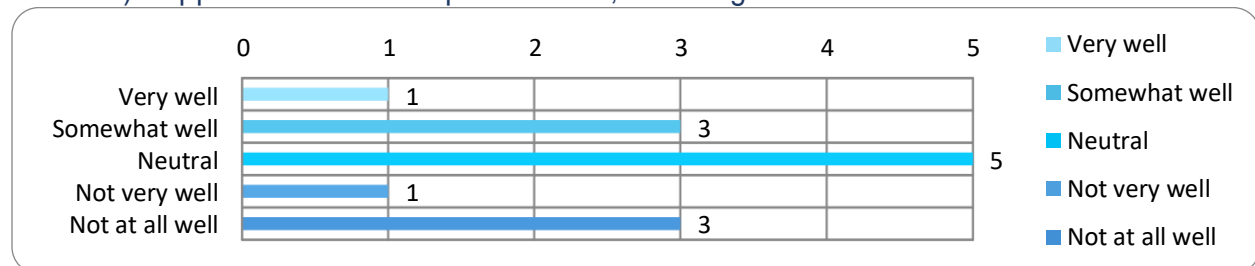 0 1 2 3 4 5
Very well 1
Somewhat well 3
Neutral 5
Not very well 1
Not at all well 3
Very well
Somewhat well
Neutral
Not very well
Not at all well